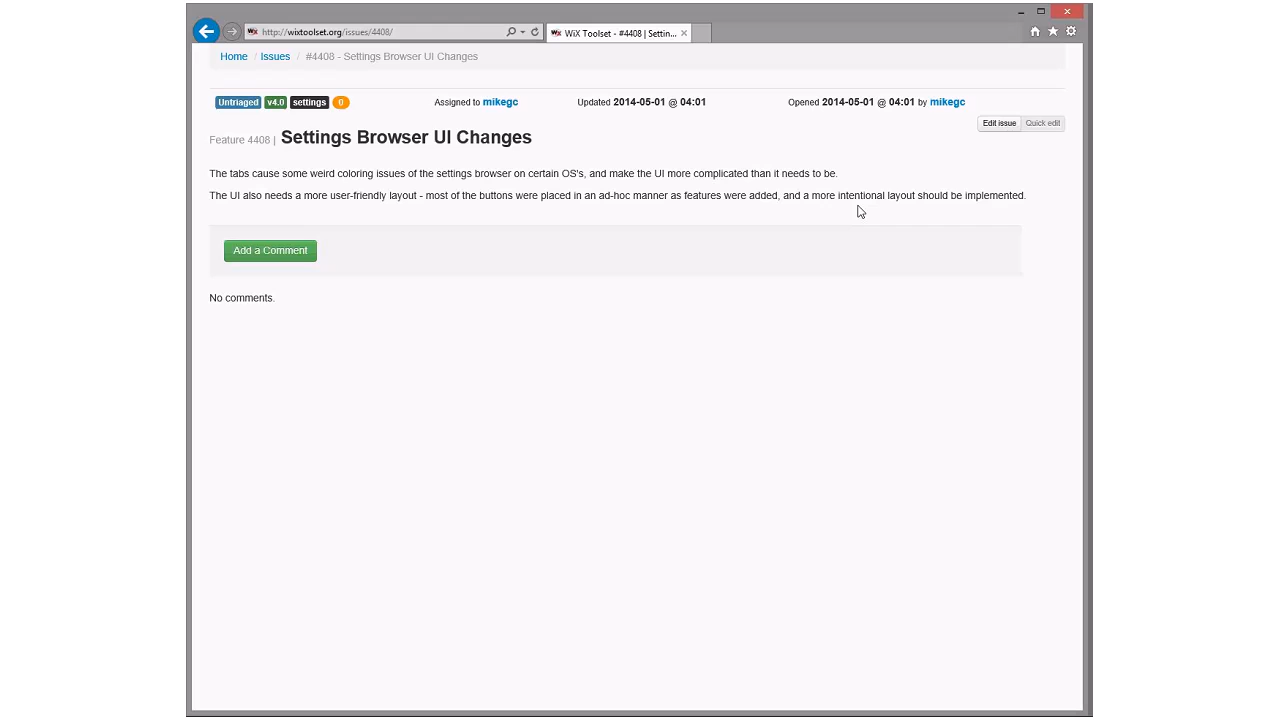 http://wixtoolset.org/issues/4408/
WiX Toolset - #4408 | Settin...
Home / Issues / #4408 - Settings Browser UI Changes
Untriaged v4.0 settings 0 Assigned to mikegc Updated 2014-05-01 @ 04:01 Opened 2014-05-01 @ 04:01 by mikegc
Edit issue Quick edit
Feature 4408 | Settings Browser UI Changes
The tabs cause some weird coloring issues of the settings browser on certain OS's, and make the UI more complicated than it needs to be.
The UI also needs a more user-friendly layout - most of the buttons were placed in an ad-hoc manner as features were added, and a more intentional layout should be implemented.
Add a Comment
No comments.